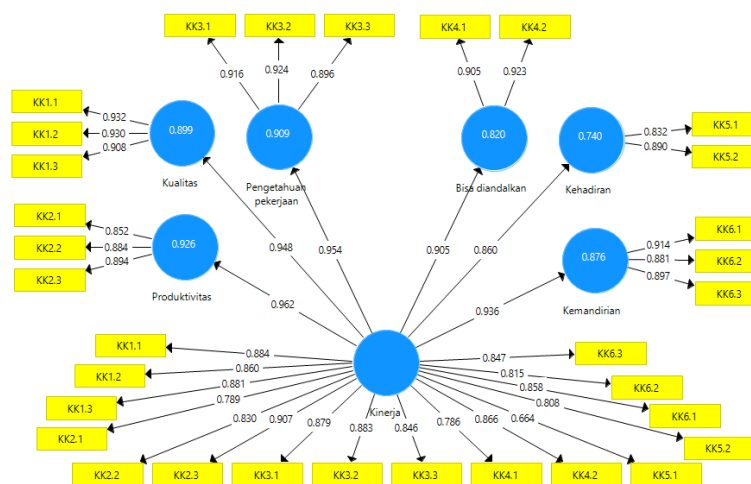 KK3.1 KK3.2 KK3.3 KK4.1 KK4.2
0.916 0.924 0.896 0.905 0.923
KK1.1 0.932
KK1.2 0.930
KK1.3 0.908
0.899
Kualitas
0.909
Pengetahuan
pekerjaan
0.820
Bisa diandalkan
0.740
Kehadiran
0.832 KK5.1
0.890 KK5.2
KK2.1 0.852
KK2.2 0.884
KK2.3 0.894
0.926
Produktivitas
0.876
Kemandirian
0.914 KK6.1
0.881 KK6.2
0.897 KK6.3
0.948 0.954 0.905 0.860
0.962 0.936
Kinerja
KK1.1 0.884
KK1.2 0.860
KK1.3 0.881
KK2.1 0.789
0.847 KK6.3
0.815 KK6.2
0.858 KK6.1
0.808 KK5.2
0.830 0.907 0.879 0.883 0.846 0.786 0.866 0.664
KK2.2 KK2.3 KK3.1 KK3.2 KK3.3 KK4.1 KK4.2 KK5.1